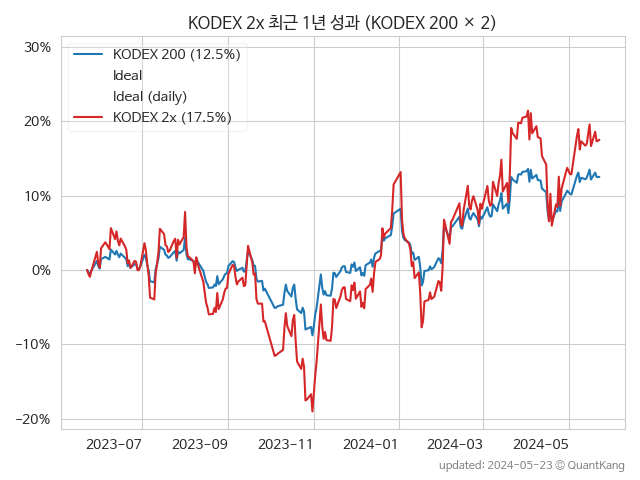 KODEX 2x 최근 1년 성과 (KODEX 200 × 2)
30%
20%
10%
0%
−10%
−20%
KODEX 200 (12.5%)
Ideal
Ideal (daily)
KODEX 2x (17.5%)
2023−07
2023−09
2023−11
2024−01
2024−03
2024−05
updated: 2024-05-23 © QuantKang